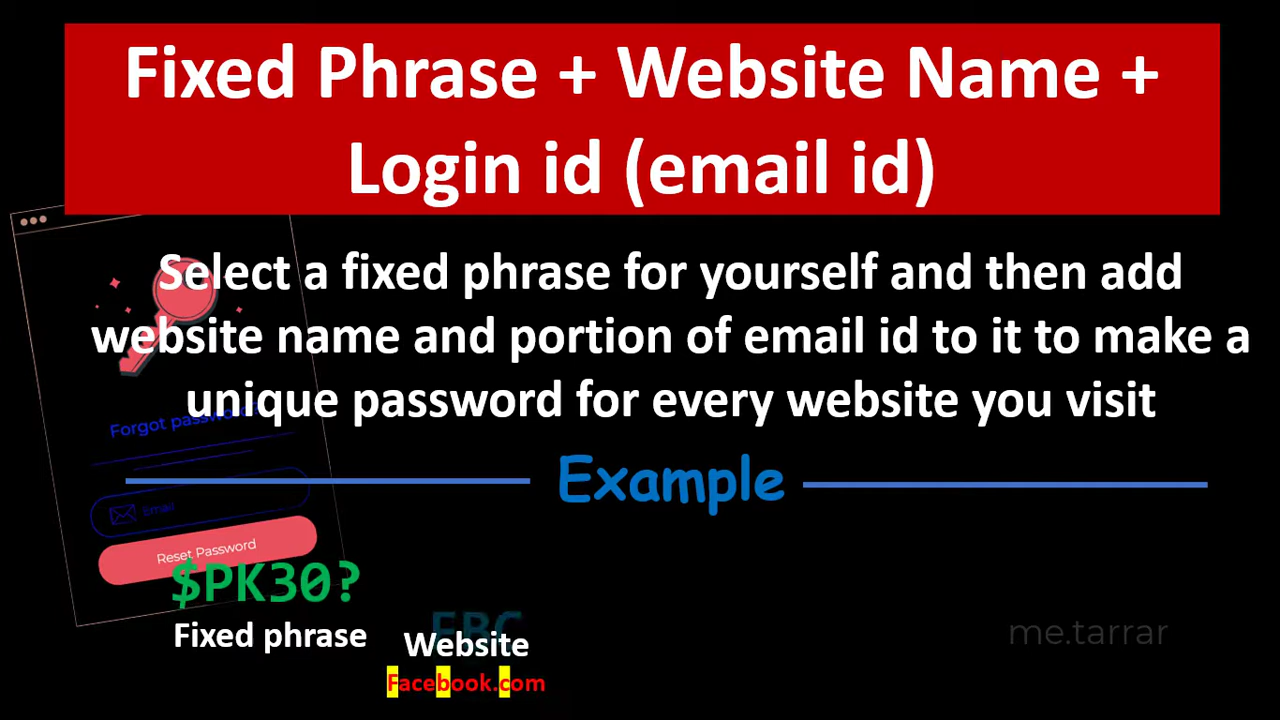 Fixed Phrase + Website Name +
Login id (email id)
Select a fixed phrase for yourself and then add
website name and portion of email id to it to make a
unique password for every website you visit
Forgot password?
Example
Email
Reset Password
$PK30?
Fixed phrase
FBC
Website
Facebook.com
me.tarrar